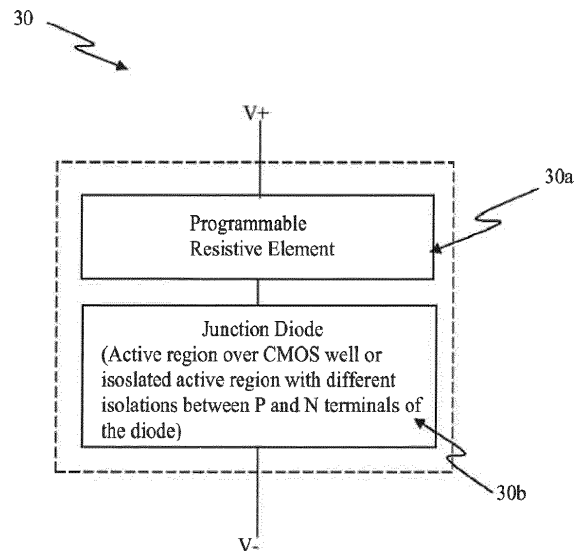 30
V+
30a
Programmable
Resistive Element
Junction Diode
(Active region over CMOS well or
isoslated active region with different
isolations between P and N terminals of
the diode)
30b
V-